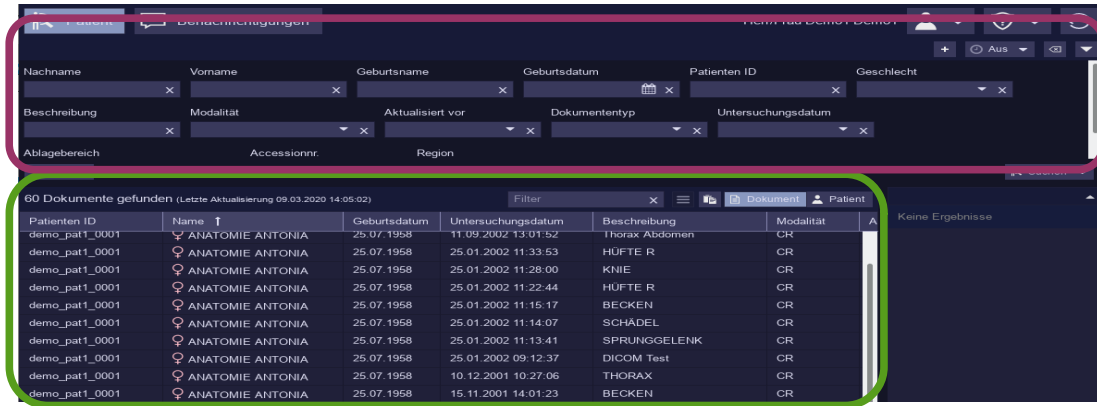 Patient Benachrichtigungen Demo1 Demo1
+ Aus
Nachname Vorname Geburtsname Geburtsdatum Patienten ID Geschlecht
Beschreibung Modalität Aktualisiert vor Dokumententyp Untersuchungsdatum
Ablagebereich Accessionnr. Region
Suchen
60 Dokumente gefunden (Letzte Aktualisierung 09.03.2020 14:05:02) Filter Dokument Patient
Patienten ID Name ↑ Geburtsdatum Untersuchungsdatum Beschreibung Modalität A
Keine Ergebnisse
demo_pat1_0001 ANATOMIE ANTONIA 25.07.1958 11.09.2002 13:01:52 Thorax Abdomen CR
demo_pat1_0001 ANATOMIE ANTONIA 25.07.1958 25.01.2002 11:33:53 HÜFTE R CR
demo_pat1_0001 ANATOMIE ANTONIA 25.07.1958 25.01.2002 11:28:00 KNIE CR
demo_pat1_0001 ANATOMIE ANTONIA 25.07.1958 25.01.2002 11:22:44 HÜFTE R CR
demo_pat1_0001 ANATOMIE ANTONIA 25.07.1958 25.01.2002 11:15:17 BECKEN CR
demo_pat1_0001 ANATOMIE ANTONIA 25.07.1958 25.01.2002 11:14:07 SCHÄDEL CR
demo_pat1_0001 ANATOMIE ANTONIA 25.07.1958 25.01.2002 11:13:41 SPRUNGGELENK CR
demo_pat1_0001 ANATOMIE ANTONIA 25.07.1958 25.01.2002 09:12:37 DICOM Test CR
demo_pat1_0001 ANATOMIE ANTONIA 25.07.1958 10.12.2001 10:27:06 THORAX CR
demo_pat1_0001 ANATOMIE ANTONIA 25.07.1958 15.11.2001 14:01:23 BECKEN CR